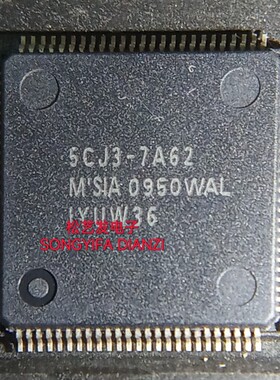 5CJ3-7A62
M'SIA 0950WAL
IYUW36
松艺发电子
SONGYIFA DIANZI